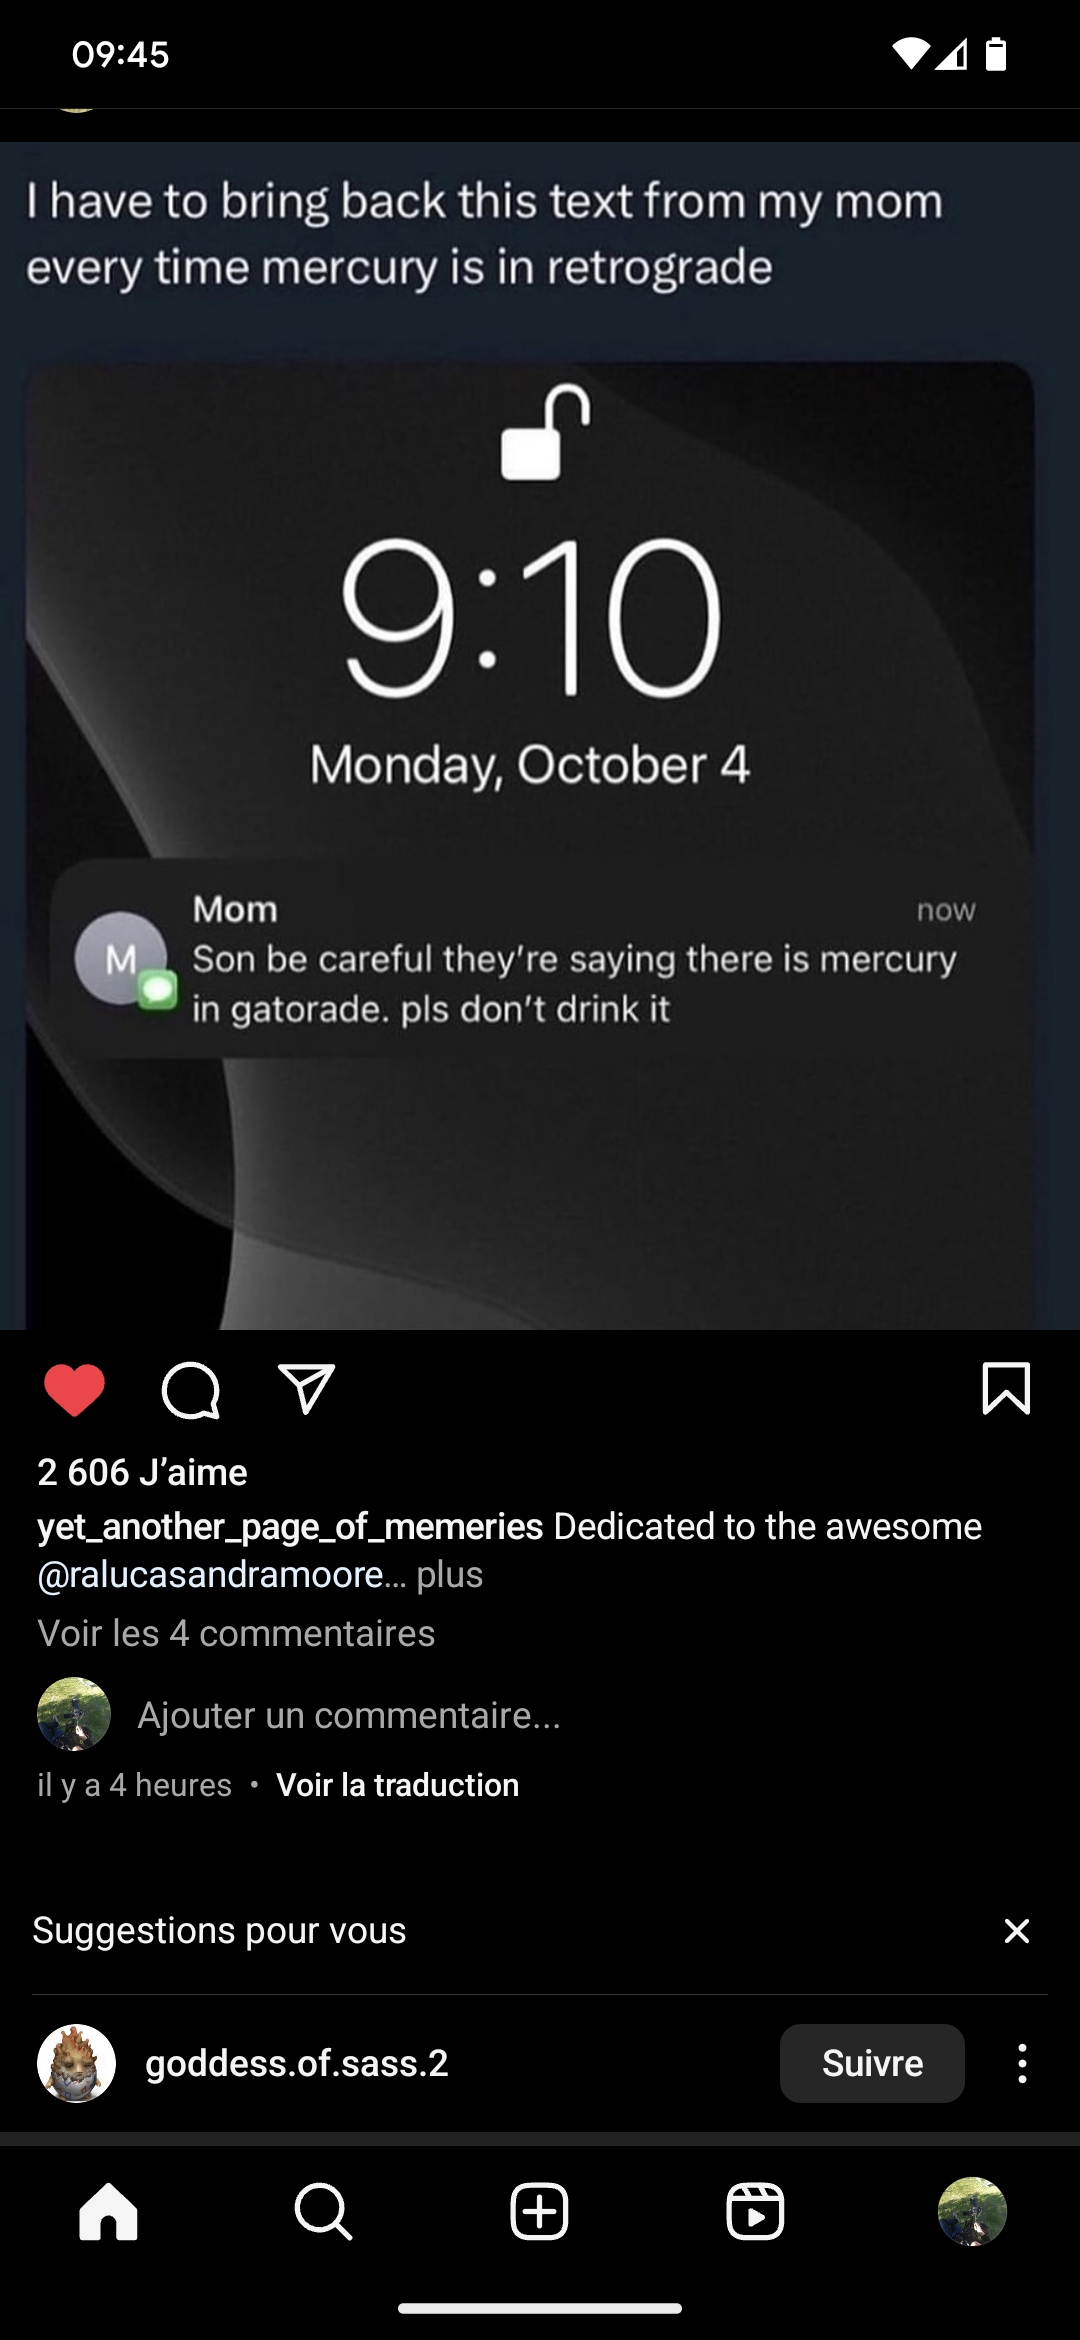 09:45
I have to bring back this text from my mom
every time mercury is in retrograde
9:10
Monday, October 4
Mom
now
M
Son be careful they're saying there is mercury
in gatorade. pls don't drink it
2 606 J’aime
yet_another_page_of_memeries Dedicated to the awesome
@ralucasandramoore... plus
Voir les 4 commentaires
Ajouter un commentaire...
il y a 4 heures • Voir la traduction
Suggestions pour vous
goddess.of.sass.2
Suivre